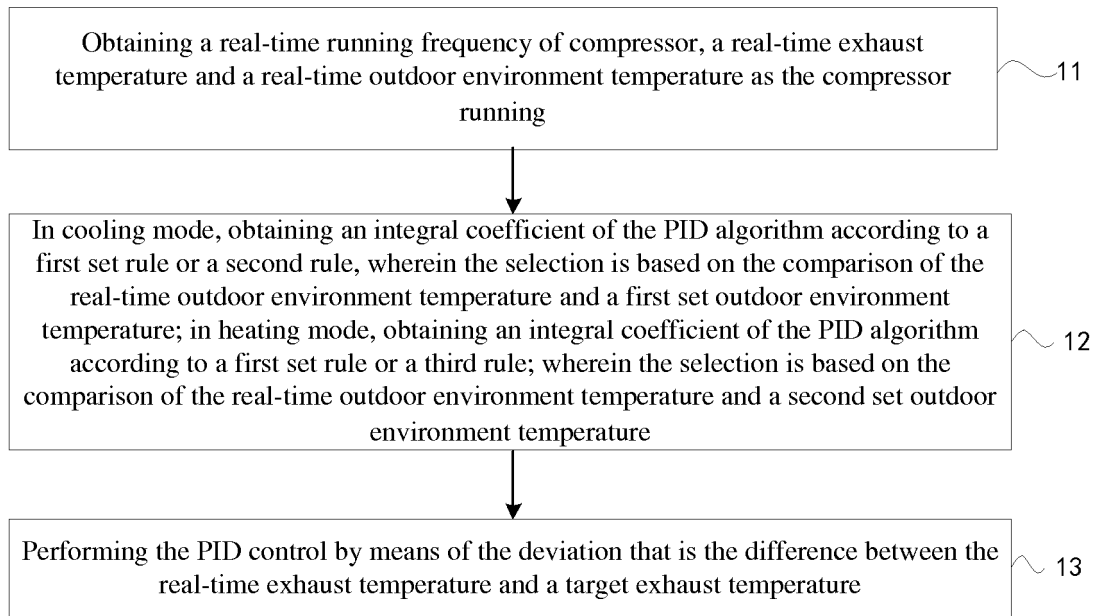 Obtaining a real-time running frequency of compressor, a real-time exhaust
temperature and a real-time outdoor environment temperature as the compressor
running
11
In cooling mode, obtaining an integral coefficient of the PID algorithm according to a
first set rule or a second rule, wherein the selection is based on the comparison of the
real-time outdoor environment temperature and a first set outdoor environment
temperature; in heating mode, obtaining an integral coefficient of the PID algorithm
according to a first set rule or a third rule; wherein the selection is based on the
comparison of the real-time outdoor environment temperature and a second set outdoor
environment temperature
12
Performing the PID control by means of the deviation that is the difference between the
real-time exhaust temperature and a target exhaust temperature
13